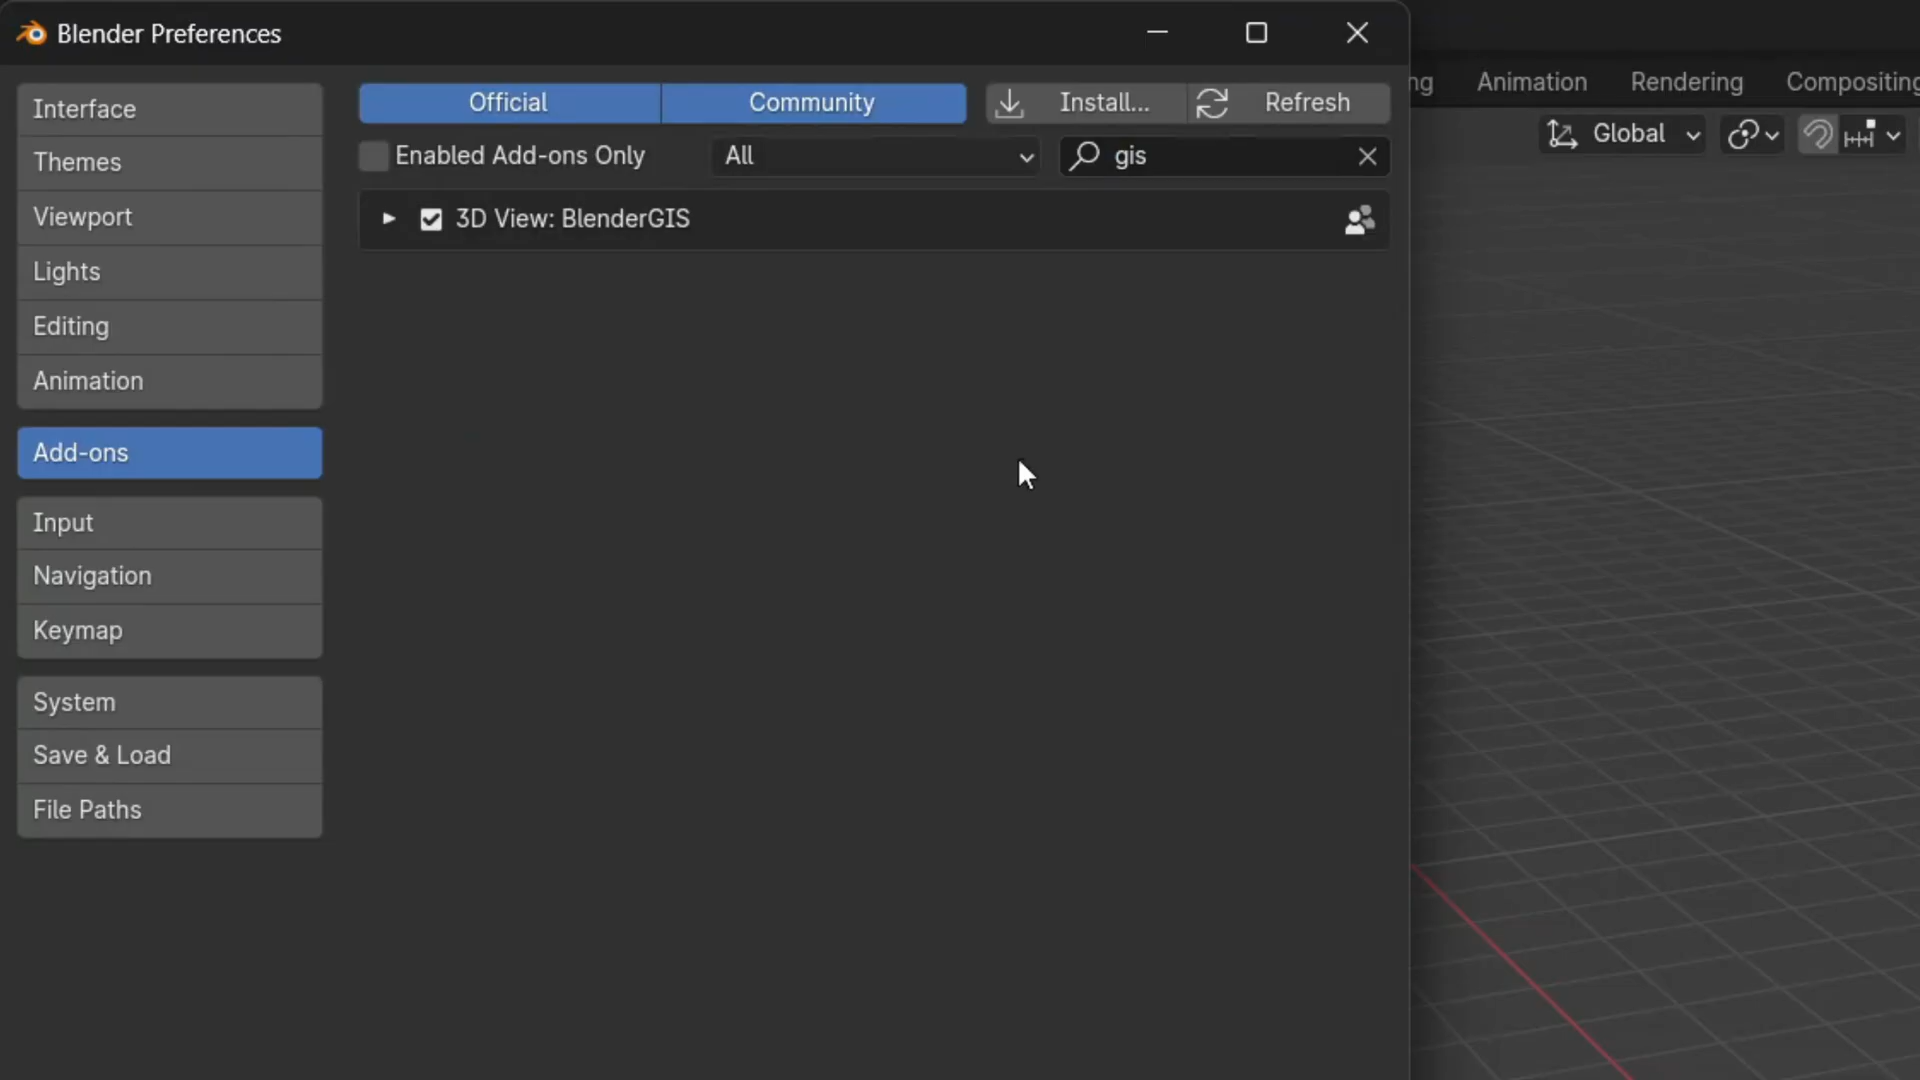 Blender Preferences
Interface
Themes
Viewport
Lights
Editing
Animation
Add-ons
Input
Navigation
Keymap
System
Save & Load
File Paths
Official Community Install... Refresh
Enabled Add-ons Only All gis
3D View: BlenderGIS
ng Animation Rendering Compositing
Global